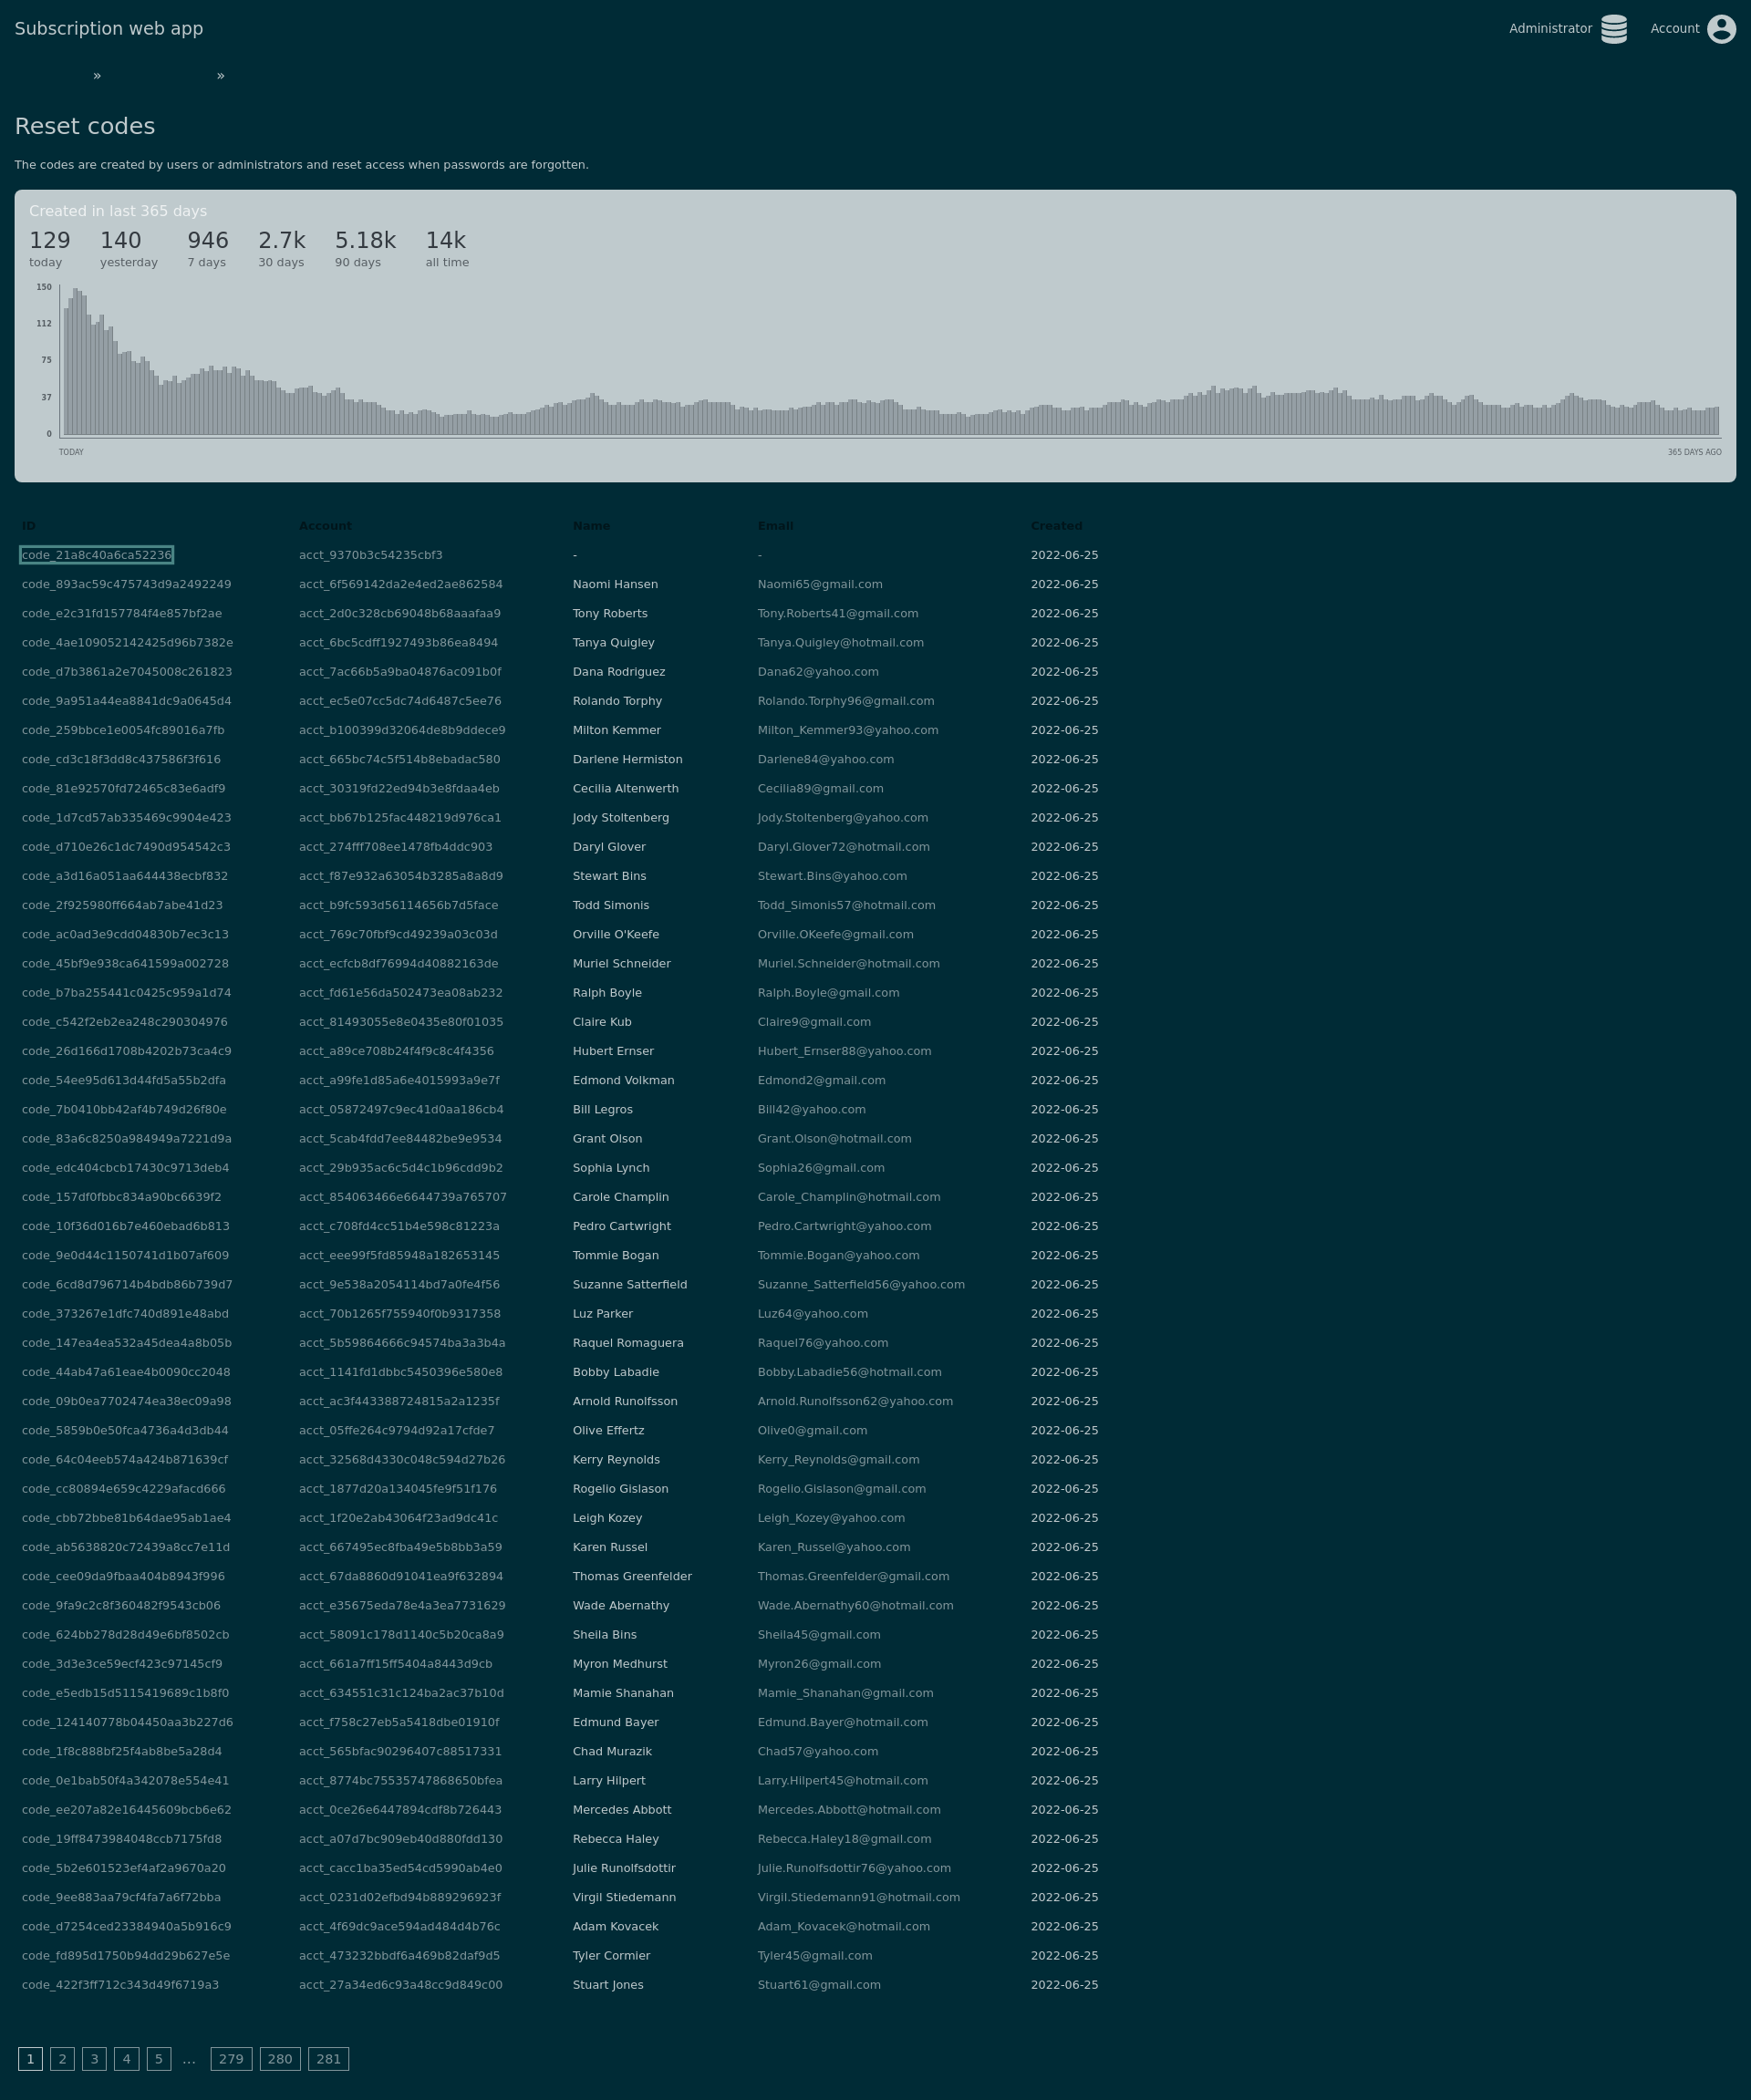 Subscription web app Administrator Account
» »
Reset codes
The codes are created by users or administrators and reset access when passwords are forgotten.
Created in last 365 days
129 140 946 2.7k 5.18k 14k
today yesterday 7 days 30 days 90 days all time
150
112
75
37
0
TODAY 365 DAYS AGO
ID Account Name Email Created
code_21a8c40a6ca52236 acct_9370b3c54235cbf3 - - 2022-06-25
code_893ac59c475743d9a2492249 acct_6f569142da2e4ed2ae862584 Naomi Hansen Naomi65@gmail.com 2022-06-25
code_e2c31fd157784f4e857bf2ae acct_2d0c328cb69048b68aaafaa9 Tony Roberts Tony.Roberts41@gmail.com 2022-06-25
code_4ae109052142425d96b7382e acct_6bc5cdff1927493b86ea8494 Tanya Quigley Tanya.Quigley@hotmail.com 2022-06-25
code_d7b3861a2e7045008c261823 acct_7ac66b5a9ba04876ac091b0f Dana Rodriguez Dana62@yahoo.com 2022-06-25
code_9a951a44ea8841dc9a0645d4 acct_ec5e07cc5dc74d6487c5ee76 Rolando Torphy Rolando.Torphy96@gmail.com 2022-06-25
code_259bbce1e0054fc89016a7fb acct_b100399d32064de8b9ddece9 Milton Kemmer Milton_Kemmer93@yahoo.com 2022-06-25
code_cd3c18f3dd8c437586f3f616 acct_665bc74c5f514b8ebadac580 Darlene Hermiston Darlene84@yahoo.com 2022-06-25
code_81e92570fd72465c83e6adf9 acct_30319fd22ed94b3e8fdaa4eb Cecilia Altenwerth Cecilia89@gmail.com 2022-06-25
code_1d7cd57ab335469c9904e423 acct_bb67b125fac448219d976ca1 Jody Stoltenberg Jody.Stoltenberg@yahoo.com 2022-06-25
code_d710e26c1dc7490d954542c3 acct_274fff708ee1478fb4ddc903 Daryl Glover Daryl.Glover72@hotmail.com 2022-06-25
code_a3d16a051aa644438ecbf832 acct_f87e932a63054b3285a8a8d9 Stewart Bins Stewart.Bins@yahoo.com 2022-06-25
code_2f925980ff664ab7abe41d23 acct_b9fc593d56114656b7d5face Todd Simonis Todd_Simonis57@hotmail.com 2022-06-25
code_ac0ad3e9cdd04830b7ec3c13 acct_769c70fbf9cd49239a03c03d Orville O'Keefe Orville.OKeefe@gmail.com 2022-06-25
code_45bf9e938ca641599a002728 acct_ecfcb8df76994d40882163de Muriel Schneider Muriel.Schneider@hotmail.com 2022-06-25
code_b7ba255441c0425c959a1d74 acct_fd61e56da502473ea08ab232 Ralph Boyle Ralph.Boyle@gmail.com 2022-06-25
code_c542f2eb2ea248c290304976 acct_81493055e8e0435e80f01035 Claire Kub Claire9@gmail.com 2022-06-25
code_26d166d1708b4202b73ca4c9 acct_a89ce708b24f4f9c8c4f4356 Hubert Ernser Hubert_Ernser88@yahoo.com 2022-06-25
code_54ee95d613d44fd5a55b2dfa acct_a99fe1d85a6e4015993a9e7f Edmond Volkman Edmond2@gmail.com 2022-06-25
code_7b0410bb42af4b749d26f80e acct_05872497c9ec41d0aa186cb4 Bill Legros Bill42@yahoo.com 2022-06-25
code_83a6c8250a984949a7221d9a acct_5cab4fdd7ee84482be9e9534 Grant Olson Grant.Olson@hotmail.com 2022-06-25
code_edc404cbcb17430c9713deb4 acct_29b935ac6c5d4c1b96cdd9b2 Sophia Lynch Sophia26@gmail.com 2022-06-25
code_157df0fbbc834a90bc6639f2 acct_854063466e6644739a765707 Carole Champlin Carole_Champlin@hotmail.com 2022-06-25
code_10f36d016b7e460ebad6b813 acct_c708fd4cc51b4e598c81223a Pedro Cartwright Pedro.Cartwright@yahoo.com 2022-06-25
code_9e0d44c1150741d1b07af609 acct_eee99f5fd85948a182653145 Tommie Bogan Tommie.Bogan@yahoo.com 2022-06-25
code_6cd8d796714b4bdb86b739d7 acct_9e538a2054114bd7a0fe4f56 Suzanne Satterfield Suzanne_Satterfield56@yahoo.com 2022-06-25
code_373267e1dfc740d891e48abd acct_70b1265f755940f0b9317358 Luz Parker Luz64@yahoo.com 2022-06-25
code_147ea4ea532a45dea4a8b05b acct_5b59864666c94574ba3a3b4a Raquel Romaguera Raquel76@yahoo.com 2022-06-25
code_44ab47a61eae4b0090cc2048 acct_1141fd1dbbc5450396e580e8 Bobby Labadie Bobby.Labadie56@hotmail.com 2022-06-25
code_09b0ea7702474ea38ec09a98 acct_ac3f443388724815a2a1235f Arnold Runolfsson Arnold.Runolfsson62@yahoo.com 2022-06-25
code_5859b0e50fca4736a4d3db44 acct_05ffe264c9794d92a17cfde7 Olive Effertz Olive0@gmail.com 2022-06-25
code_64c04eeb574a424b871639cf acct_32568d4330c048c594d27b26 Kerry Reynolds Kerry_Reynolds@gmail.com 2022-06-25
code_cc80894e659c4229afacd666 acct_1877d20a134045fe9f51f176 Rogelio Gislason Rogelio.Gislason@gmail.com 2022-06-25
code_cbb72bbe81b64dae95ab1ae4 acct_1f20e2ab43064f23ad9dc41c Leigh Kozey Leigh_Kozey@yahoo.com 2022-06-25
code_ab5638820c72439a8cc7e11d acct_667495ec8fba49e5b8bb3a59 Karen Russel Karen_Russel@yahoo.com 2022-06-25
code_cee09da9fbaa404b8943f996 acct_67da8860d91041ea9f632894 Thomas Greenfelder Thomas.Greenfelder@gmail.com 2022-06-25
code_9fa9c2c8f360482f9543cb06 acct_e35675eda78e4a3ea7731629 Wade Abernathy Wade.Abernathy60@hotmail.com 2022-06-25
code_624bb278d28d49e6bf8502cb acct_58091c178d1140c5b20ca8a9 Sheila Bins Sheila45@gmail.com 2022-06-25
code_3d3e3ce59ecf423c97145cf9 acct_661a7ff15ff5404a8443d9cb Myron Medhurst Myron26@gmail.com 2022-06-25
code_e5edb15d5115419689c1b8f0 acct_634551c31c124ba2ac37b10d Mamie Shanahan Mamie_Shanahan@gmail.com 2022-06-25
code_124140778b04450aa3b227d6 acct_f758c27eb5a5418dbe01910f Edmund Bayer Edmund.Bayer@hotmail.com 2022-06-25
code_1f8c888bf25f4ab8be5a28d4 acct_565bfac90296407c88517331 Chad Murazik Chad57@yahoo.com 2022-06-25
code_0e1bab50f4a342078e554e41 acct_8774bc75535747868650bfea Larry Hilpert Larry.Hilpert45@hotmail.com 2022-06-25
code_ee207a82e16445609bcb6e62 acct_0ce26e6447894cdf8b726443 Mercedes Abbott Mercedes.Abbott@hotmail.com 2022-06-25
code_19ff8473984048ccb7175fd8 acct_a07d7bc909eb40d880fdd130 Rebecca Haley Rebecca.Haley18@gmail.com 2022-06-25
code_5b2e601523ef4af2a9670a20 acct_cacc1ba35ed54cd5990ab4e0 Julie Runolfsdottir Julie.Runolfsdottir76@yahoo.com 2022-06-25
code_9ee883aa79cf4fa7a6f72bba acct_0231d02efbd94b889296923f Virgil Stiedemann Virgil.Stiedemann91@hotmail.com 2022-06-25
code_d7254ced23384940a5b916c9 acct_4f69dc9ace594ad484d4b76c Adam Kovacek Adam_Kovacek@hotmail.com 2022-06-25
code_fd895d1750b94dd29b627e5e acct_473232bbdf6a469b82daf9d5 Tyler Cormier Tyler45@gmail.com 2022-06-25
code_422f3ff712c343d49f6719a3 acct_27a34ed6c93a48cc9d849c00 Stuart Jones Stuart61@gmail.com 2022-06-25
1 2 3 4 5 … 279 280 281